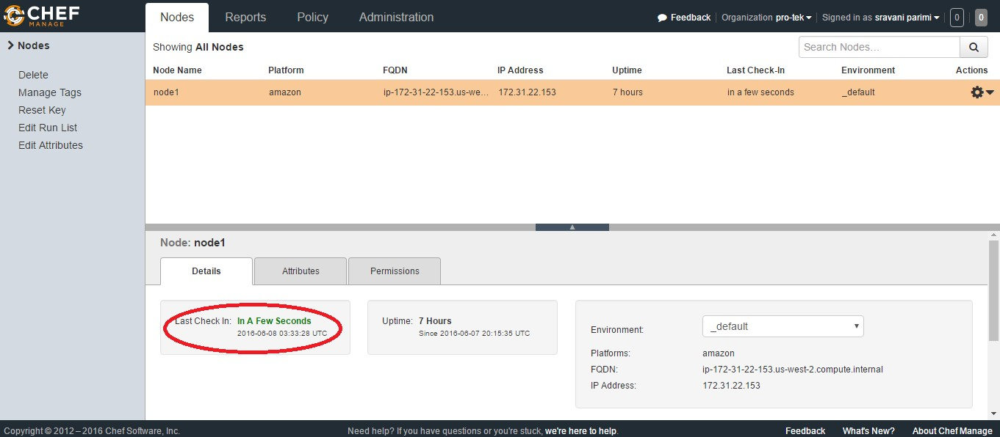 CHEF
MANAGE
Nodes Reports Policy Administration Feedback Organization pro-tek Signed in as sravani parimi 0 0
Nodes
Delete
Manage Tags
Reset Key
Edit Run List
Edit Attributes
Showing All Nodes Search Nodes...
Node Name Platform FQDN IP Address Uptime Last Check-In Environment Actions
node1 amazon ip-172-31-22-153.us-we... 172.31.22.153 7 hours in a few seconds _default
Node: node1
Details Attributes Permissions
Last Check In: In A Few Seconds
2016-06-08 03:33:28 UTC
Uptime: 7 Hours
Since 2016-06-07 20:15:35 UTC
Environment: _default
Platforms: amazon
FQDN: ip-172-31-22-153.us-west-2.compute.internal
IP Address: 172.31.22.153
Copyright © 2012 – 2016 Chef Software, Inc. Need help? If you have questions or you're stuck, we're here to help. Feedback What's New? About Chef Manage